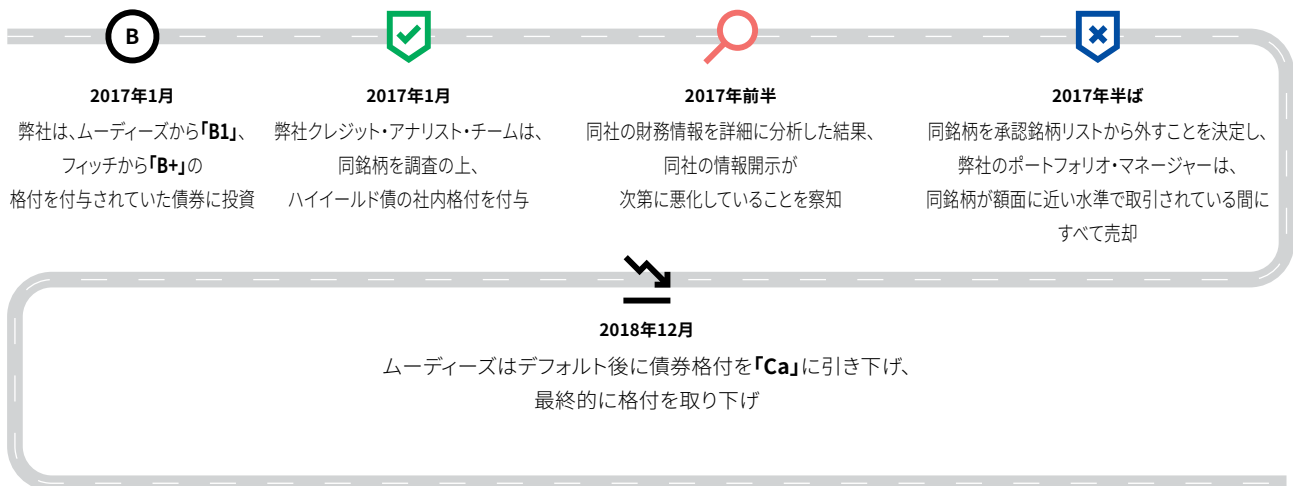 B
2017年1月
弊社は、ムーディーズから「B1」、
フィッチから「B+」の
格付を付与されていた債券に投資
2017年1月
弊社クレジット・アナリスト・チームは、
同銘柄を調査の上、
ハイイールド債の社内格付を付与
2017年前半
同社の財務情報を詳細に分析した結果、
同社の情報開示が
次第に悪化していることを察知
2017年半ば
同銘柄を承認銘柄リストから外すことを決定し、
弊社のポートフォリオ・マネージャーは、
同銘柄が額面に近い水準で取引されている間に
すべて売却
2018年12月
ムーディーズはデフォルト後に債券格付を「Ca」に引き下げ、
最終的に格付を取り下げ